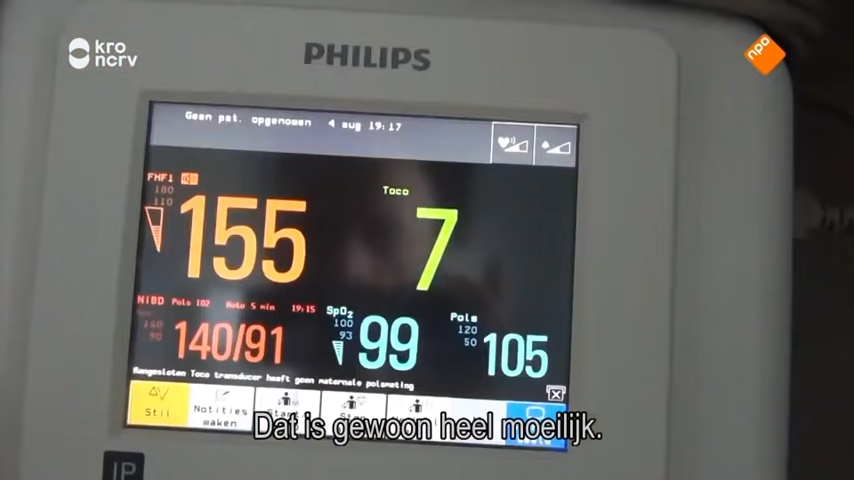 kro
ncrv
npo
PHILIPS
Geen pat. opgenomen 4 aug 19:17
FHF1
180
110
155
Toco
7
NIBD Pols 102 Auto 5 min 19:15
160
90
140/91
SpO₂
100
93
99
Pols
120
50
105
Aangesloten Toco transducer heeft geen maternale polsmeting
Stil
Notities
maken
Dat is gewoon heel moeilijk.
IP